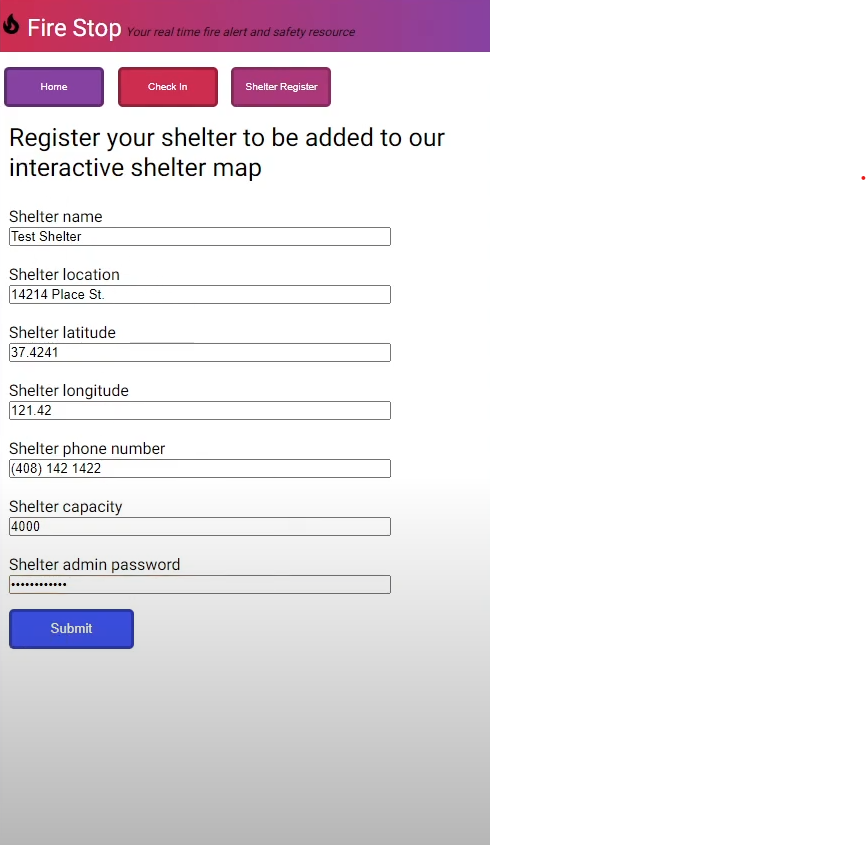 Fire Stop Your real time fire alert and safety resource
Home Check In Shelter Register
Register your shelter to be added to our
interactive shelter map
Shelter name
Test Shelter
Shelter location
14214 Place St.
Shelter latitude
37.4241
Shelter longitude
121.42
Shelter phone number
(408) 142 1422
Shelter capacity
4000
Shelter admin password
••••••••••••
Submit